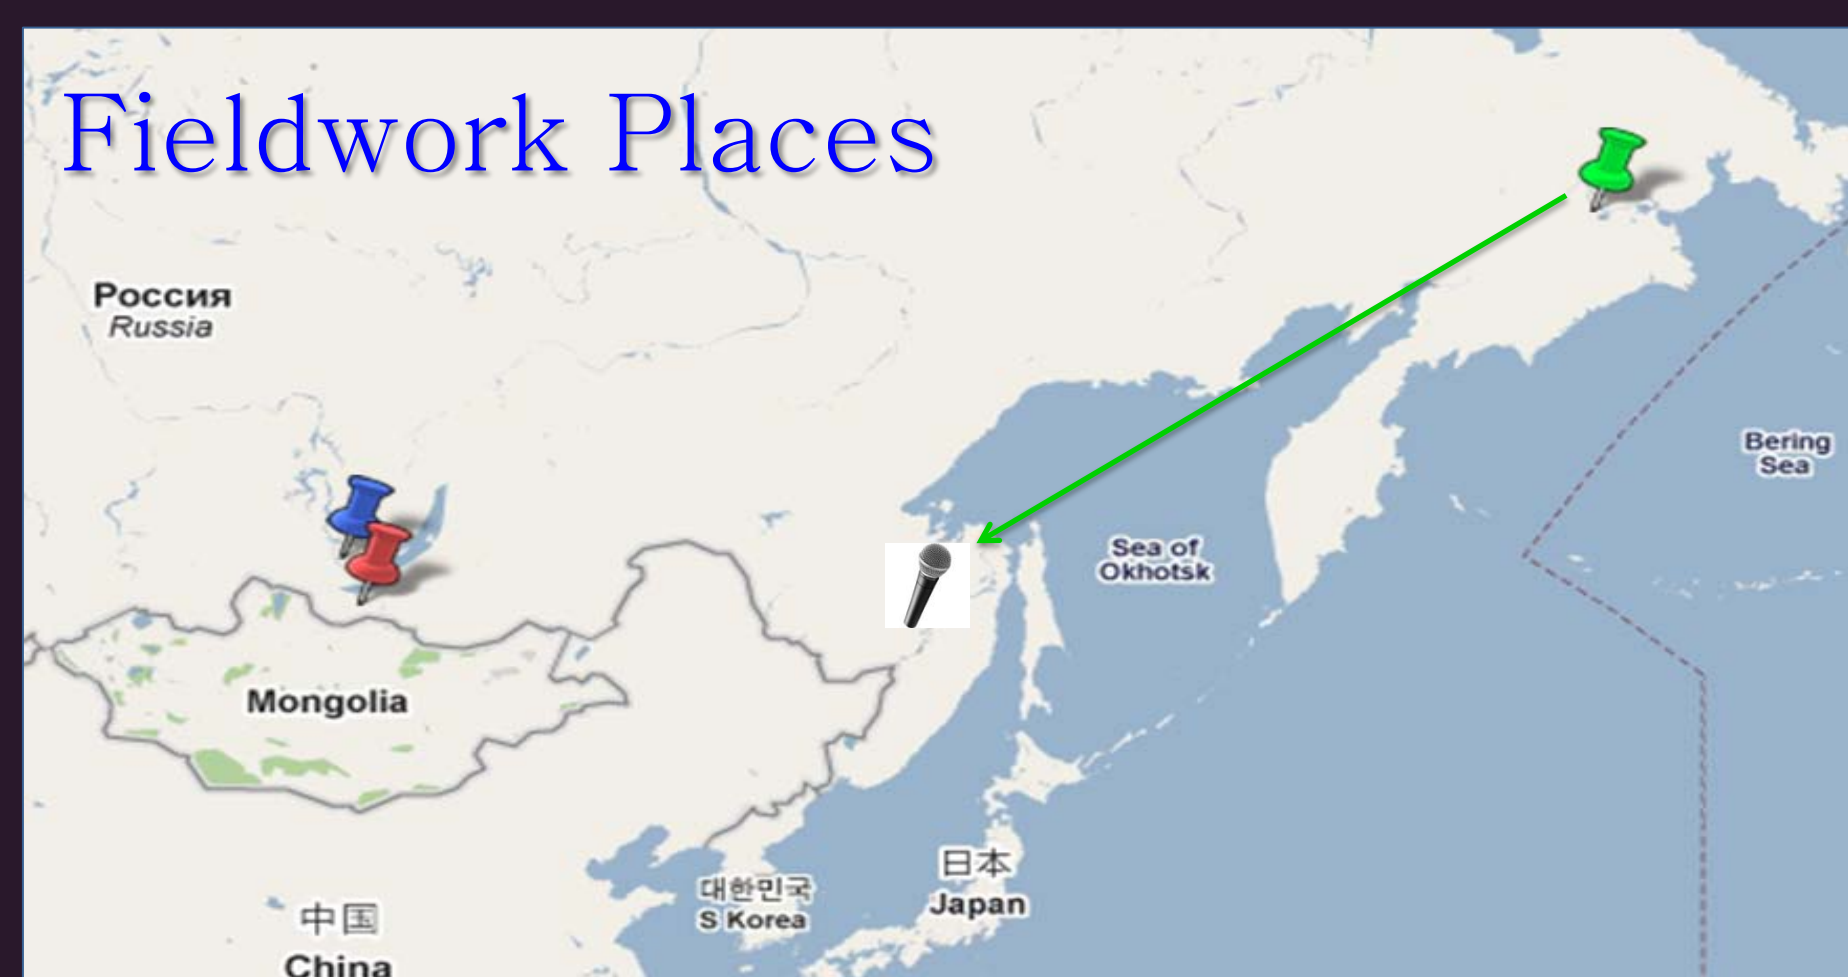 Fieldwork Places
Россия
Russia
Bering
Sea
Sea of
Okhotsk
Mongolia
日本
Japan
대한민국
S Korea
中国
China